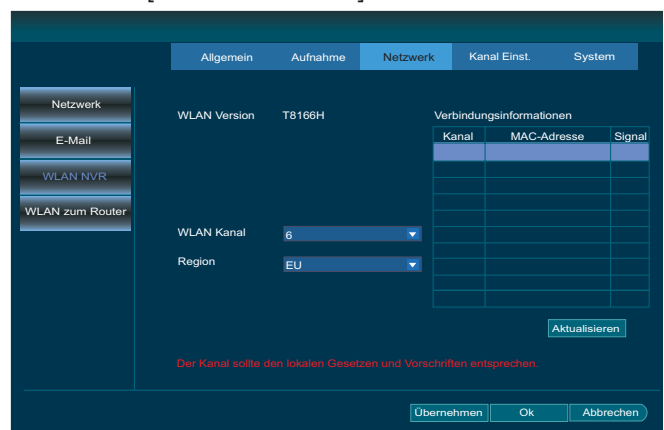 Allgemein Aufnahme Netzwerk Kanal Einst. System
Netzwerk
E-Mail
WLAN NVR
WLAN zum Router
WLAN Version T8166H
WLAN Kanal 6
Region EU
Verbindungsinformationen
Kanal MAC-Adresse Signal
Aktualisieren
Der Kanal sollte den lokalen Gesetzen und Vorschriften entsprechen.
Übernehmen Ok Abbrechen